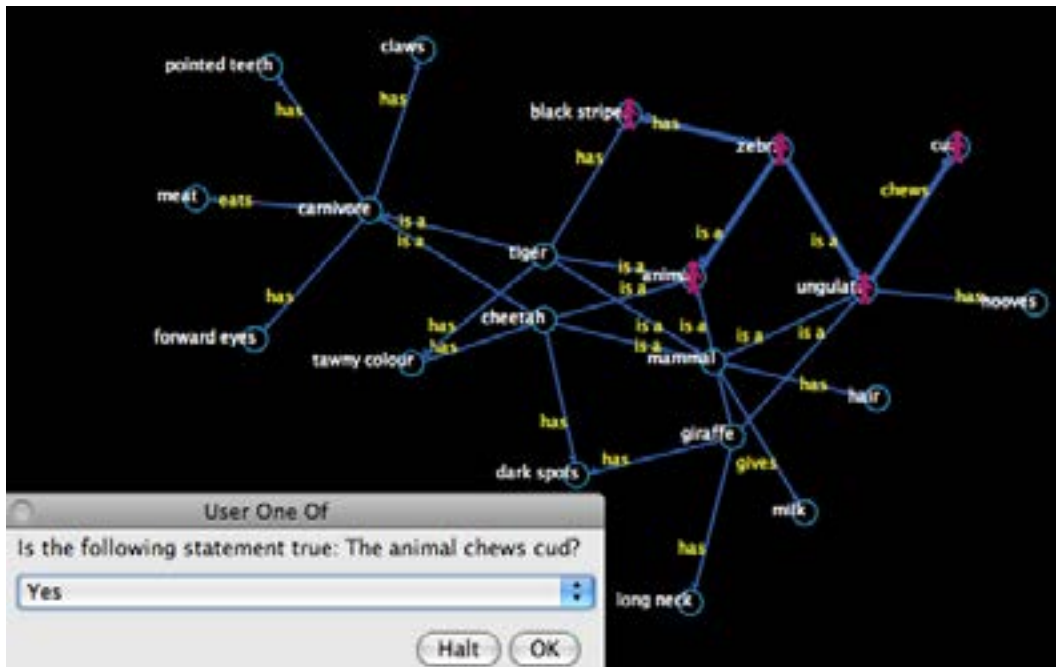 claws
pointed teeth
has
has
black stripe
has
zebr
cu
has
chews
meat
eats
carnivore
is a
is a
tiger
is a
is a
anima
is a
is a
ungulat
has
hooves
has
forward eyes
has
has
cheetah
tawny colour
is a
is a
is a
mammal
is a
is a
has
hair
has
dark spots
has
giraffe
gives
milk
has
long neck
User One Of
Is the following statement true: The animal chews cud?
Yes
Halt
OK